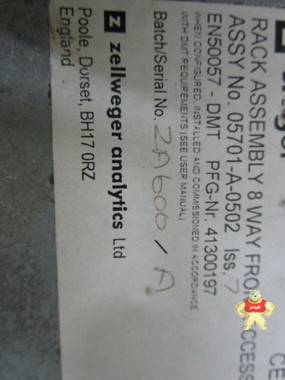 RACK ASSEMBLY 8 WAY FRO CCESS
ASSY No. 05701-A-0502 Iss. 7
EN50057 - DMT PFG-Nr. 41300197
WHEN CONFIGURED, INSTALLED AND COMMISSIONED IN ACCORDANCE
WITH DMT REQUIREMENTS (SEE USER MANUAL)
Batch/Serial No. ZA600/A
Z zellweger analytics Ltd
Poole, Dorset, BH17 0RZ
England